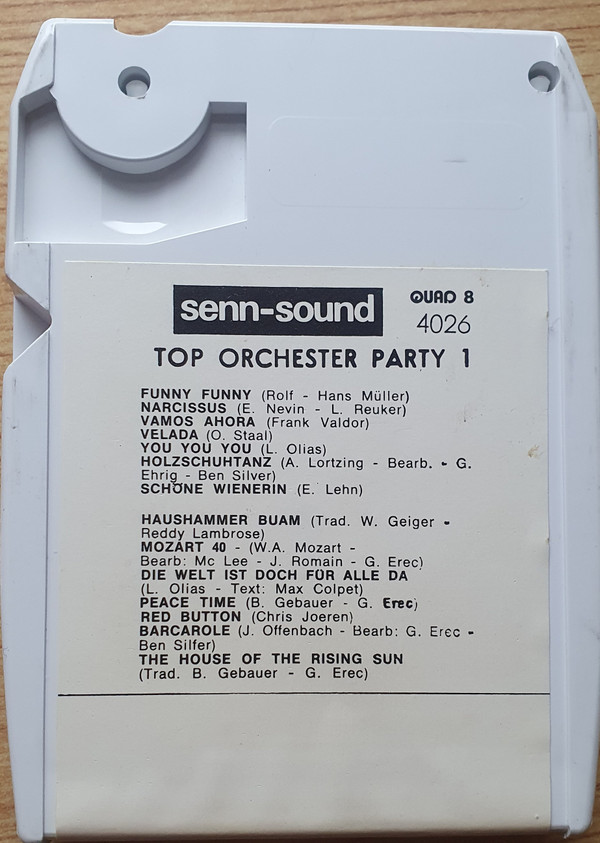 senn-sound
QUAD 8
4026
TOP ORCHESTER PARTY 1
FUNNY FUNNY (Rolf - Hans Müller)
NARCISSUS (E. Nevin - L. Reuker)
VAMOS AHORA (Frank Valdor)
VELADA (O. Staal)
YOU YOU YOU (L. Olias)
HOLZSCHUHTANZ (A. Lortzing - Bearb. - G.
Ehrig - Ben Silver)
SCHÖNE WIENERIN (E. Lehn)
HAUSHAMMER BUAM (Trad. W. Geiger -
Reddy Lambrose)
MOZART 40 - (W.A. Mozart -
Bearb: Mc Lee - J. Romain - G. Erec)
DIE WELT IST DOCH FÜR ALLE DA
(L. Olias - Text: Max Colpet)
PEACE TIME (B. Gebauer - G. Erec)
RED BUTTON (Chris Joeren)
BARCAROLE (J. Offenbach - Bearb: G. Erec -
Ben Silfer)
THE HOUSE OF THE RISING SUN
(Trad. B. Gebauer - G. Erec)